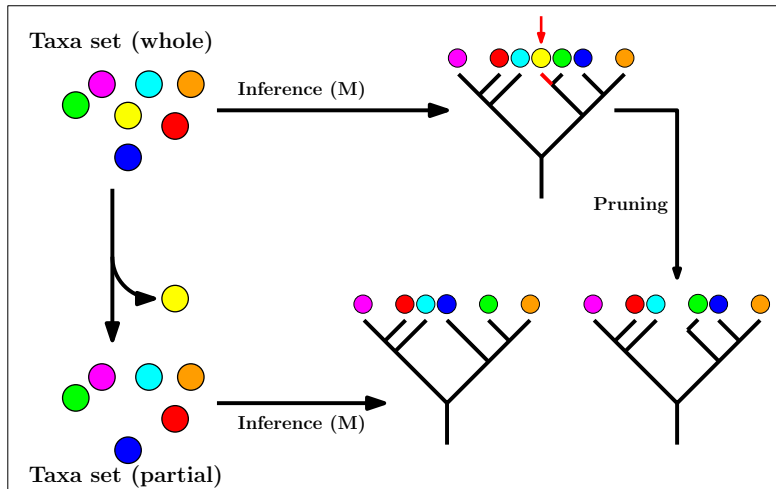 Taxa set (whole)
Inference (M)
Pruning
Inference (M)
Taxa set (partial)